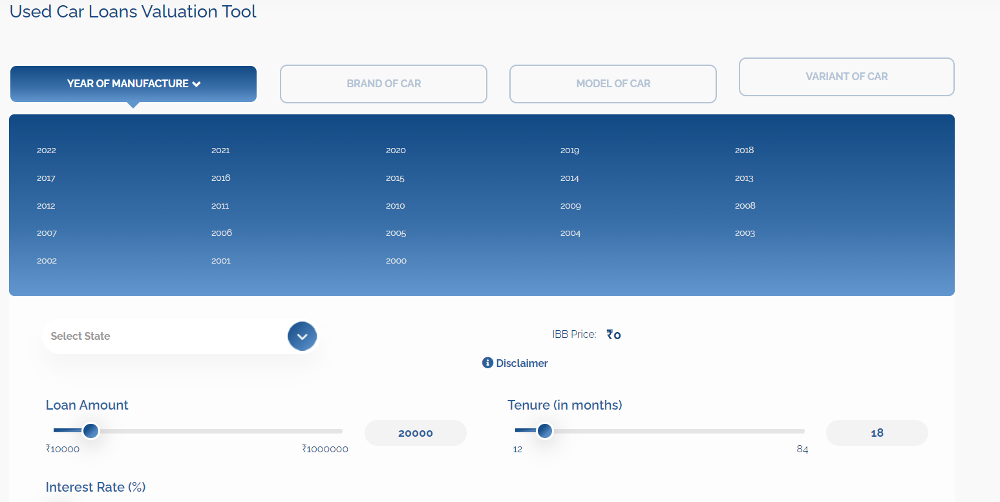 Used Car Loans Valuation Tool
YEAR OF MANUFACTURE
BRAND OF CAR
MODEL OF CAR
VARIANT OF CAR
2022 2021 2020 2019 2018
2017 2016 2015 2014 2013
2012 2011 2010 2009 2008
2007 2006 2005 2004 2003
2002 2001 2000
Select State
IBB Price: ₹0
Disclaimer
Loan Amount
20000
₹10000 ₹1000000
Tenure (in months)
18
12 84
Interest Rate (%)